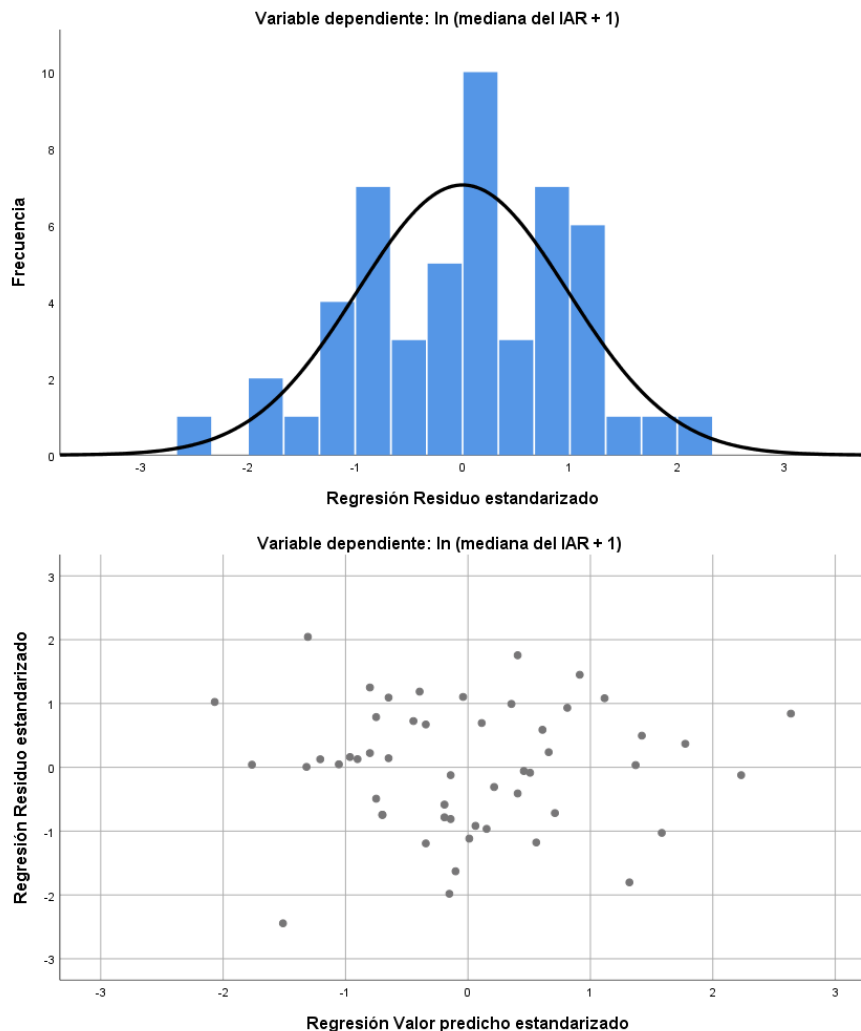 Variable dependiente: ln (mediana del IAR + 1)
10
8
6
4
2
0
Frecuencia
-3 -2 -1 0 1 2 3
Regresión Residuo estandarizado
Variable dependiente: ln (mediana del IAR + 1)
3
2
1
0
-1
-2
-3
Regresión Residuo estandarizado
-3 -2 -1 0 1 2 3
Regresión Valor predicho estandarizado